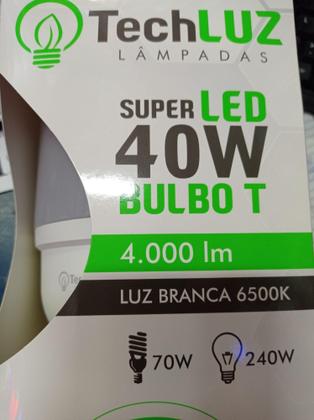 TechLUZ
LÂMPADAS
SUPER LED
40W
BULBO T
4.000 lm
LUZ BRANCA 6500K
70W 240W